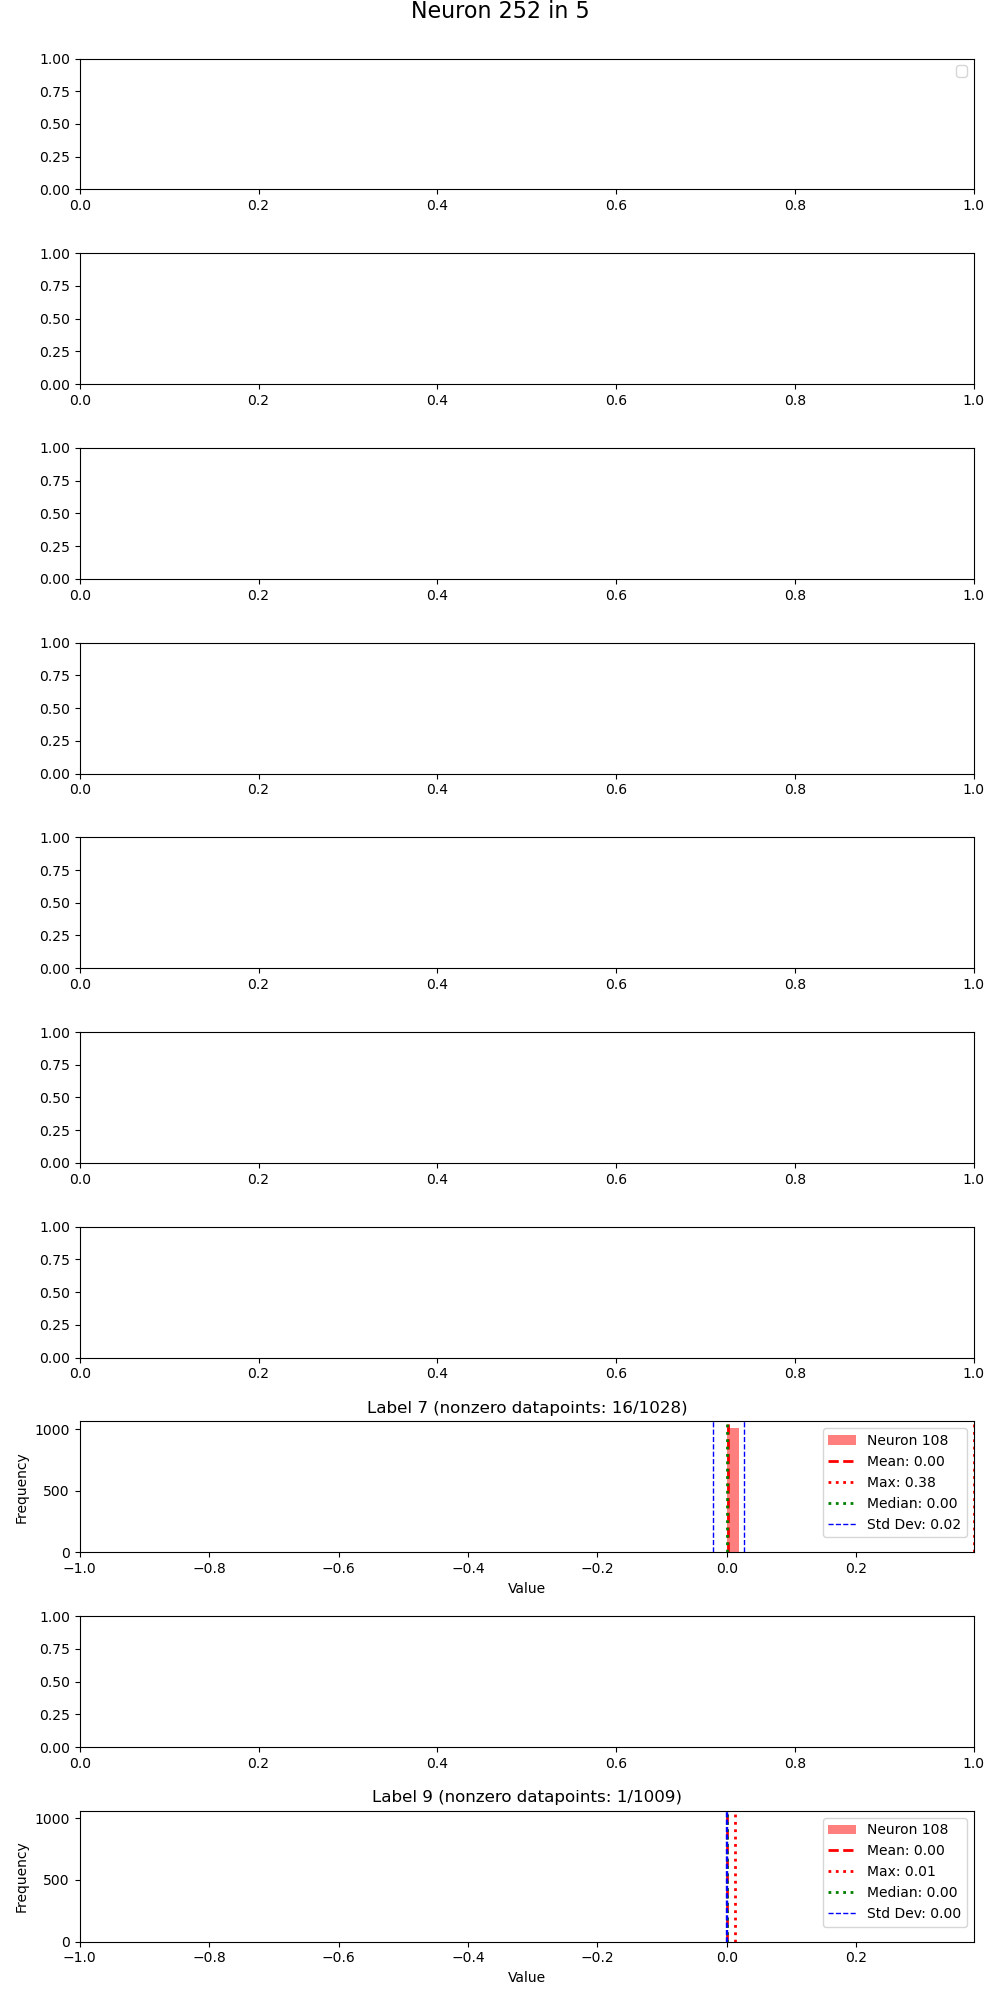 Neuron 252 in 5
1.00
0.75
0.50
0.25
0.00
0.0 0.2 0.4 0.6 0.8 1.0
1.00
0.75
0.50
0.25
0.00
0.0 0.2 0.4 0.6 0.8 1.0
1.00
0.75
0.50
0.25
0.00
0.0 0.2 0.4 0.6 0.8 1.0
1.00
0.75
0.50
0.25
0.00
0.0 0.2 0.4 0.6 0.8 1.0
1.00
0.75
0.50
0.25
0.00
0.0 0.2 0.4 0.6 0.8 1.0
1.00
0.75
0.50
0.25
0.00
0.0 0.2 0.4 0.6 0.8 1.0
1.00
0.75
0.50
0.25
0.00
0.0 0.2 0.4 0.6 0.8 1.0
Label 7 (nonzero datapoints: 16/1028)
Frequency
1000
500
0
Neuron 108
Mean: 0.00
Max: 0.38
Median: 0.00
Std Dev: 0.02
−1.0 −0.8 −0.6 −0.4 −0.2 0.0 0.2
Value
1.00
0.75
0.50
0.25
0.00
0.0 0.2 0.4 0.6 0.8 1.0
Label 9 (nonzero datapoints: 1/1009)
Frequency
1000
500
0
Neuron 108
Mean: 0.00
Max: 0.01
Median: 0.00
Std Dev: 0.00
−1.0 −0.8 −0.6 −0.4 −0.2 0.0 0.2
Value